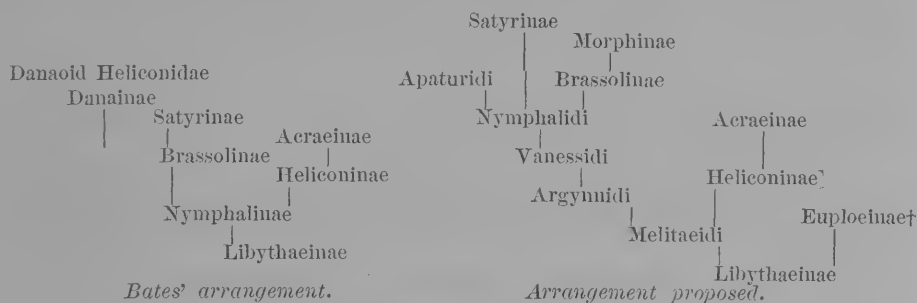 Satyrinae
Morphinae
Danaoid Heliconidae
Apaturidi
Brassolinae
Danainae
Satyrinae
Nymphalidi
Acraeinae
Acraeinae
Brassolinae
Vanessidi
Heliconinae
Heliconinae
Argynnidi
Nymphalinae
Euploeinae†
Melitaeidi
Libythaeinae
Libythaeinae
Bates' arrangement.
Arrangement proposed.